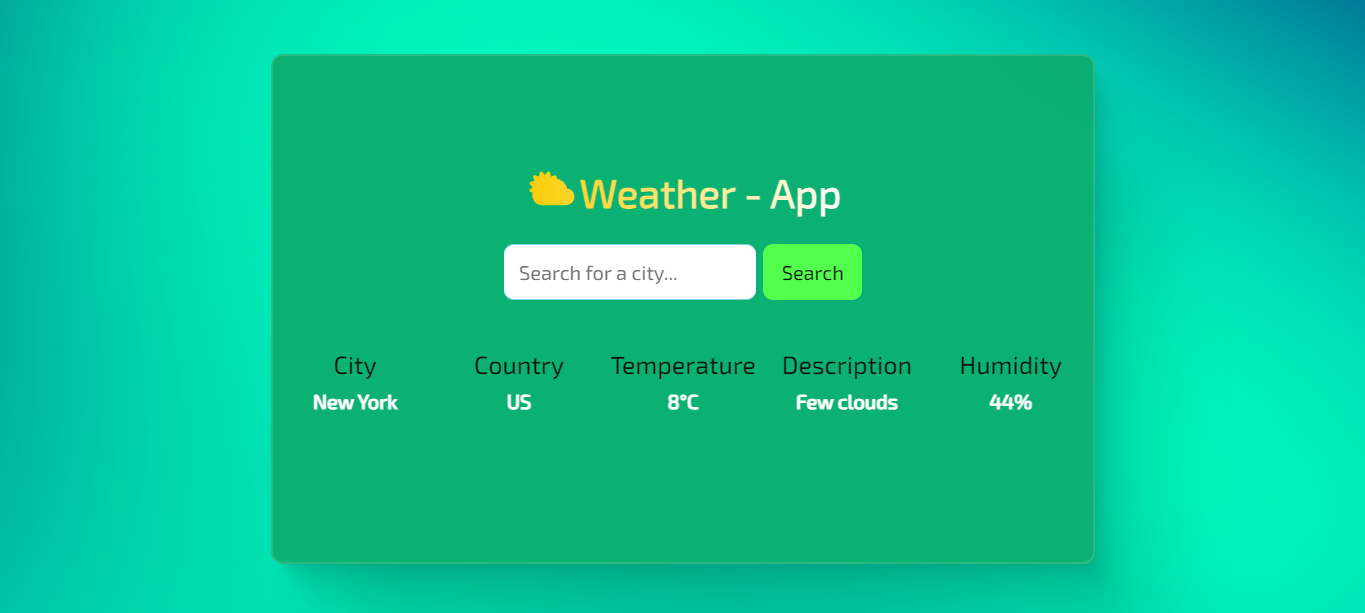 Weather - App
Search for a city...
Search
City Country Temperature Description Humidity
New York US 8°C Few clouds 44%